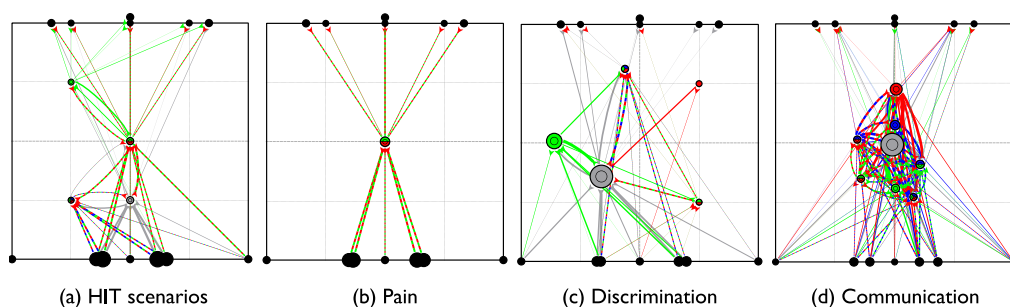 (a) HIT scenarios
(b) Pain
(c) Discrimination
(d) Communication